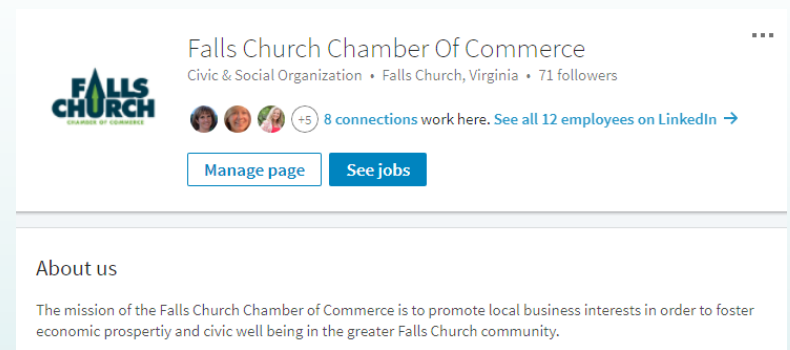 FALLS
CHURCH
CHAMBER OF COMMERCE
Falls Church Chamber Of Commerce
Civic & Social Organization • Falls Church, Virginia • 71 followers
+5 8 connections work here. See all 12 employees on LinkedIn →
Manage page See jobs
About us
The mission of the Falls Church Chamber of Commerce is to promote local business interests in order to foster
economic prospertiy and civic well being in the greater Falls Church community.